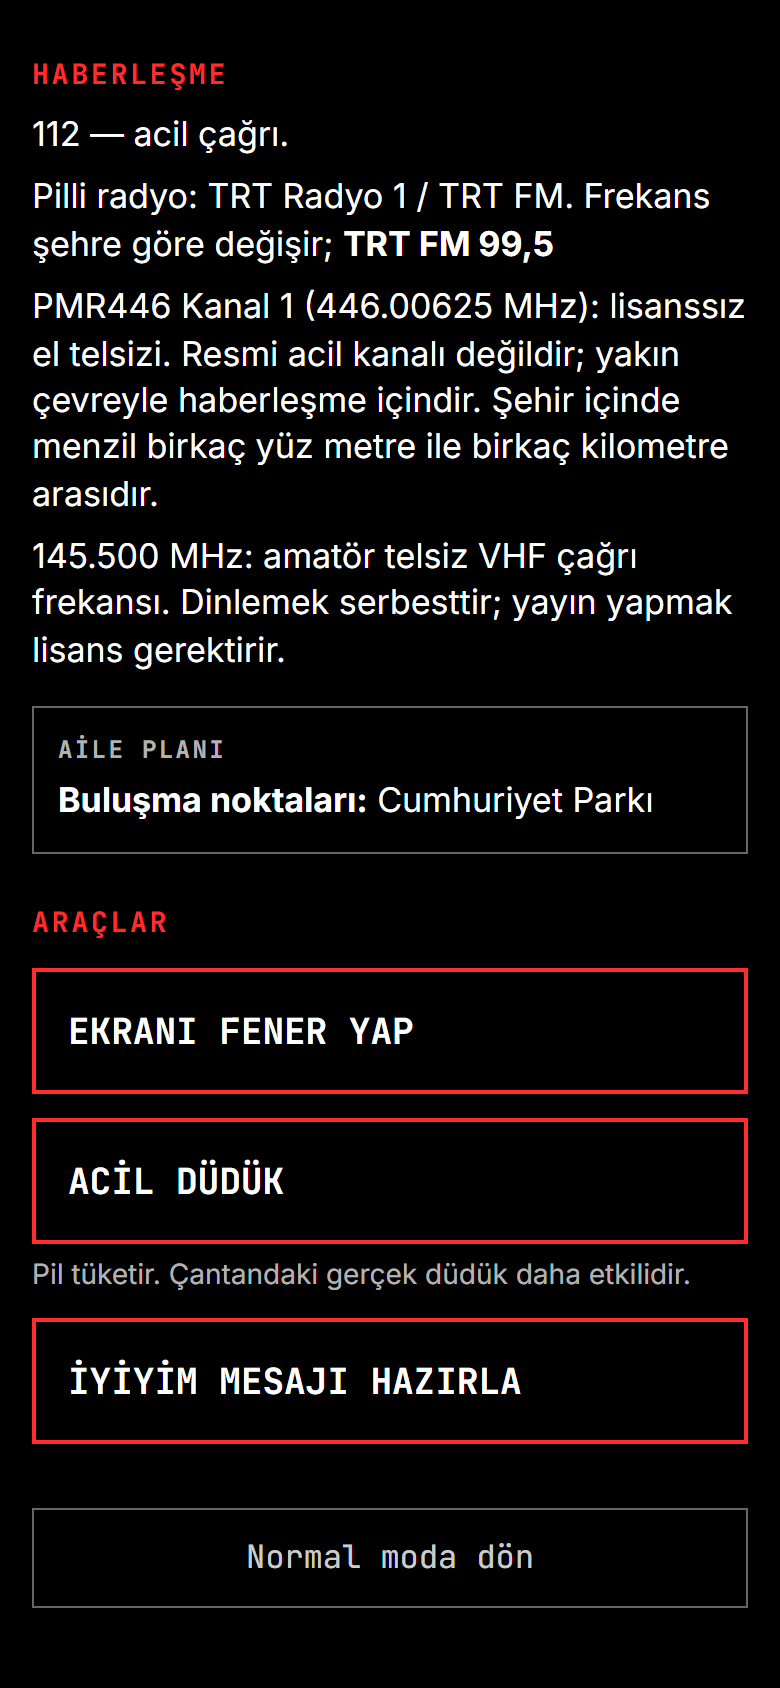 HABERLEŞME
112 — acil çağrı.
Pilli radyo: TRT Radyo 1 / TRT FM. Frekans
şehre göre değişir; TRT FM 99,5
PMR446 Kanal 1 (446.00625 MHz): lisanssız
el telsizi. Resmi acil kanalı değildir; yakın
çevreyle haberleşme içindir. Şehir içinde
menzil birkaç yüz metre ile birkaç kilometre
arasıdır.
145.500 MHz: amatör telsiz VHF çağrı
frekansı. Dinlemek serbesttir; yayın yapmak
lisans gerektirir.
AİLE PLANI
Buluşma noktaları: Cumhuriyet Parkı
ARAÇLAR
EKRANI FENER YAP
ACİL DÜDÜK
Pil tüketir. Çantandaki gerçek düdük daha etkilidir.
İYİYİM MESAJI HAZIRLA
Normal moda dön